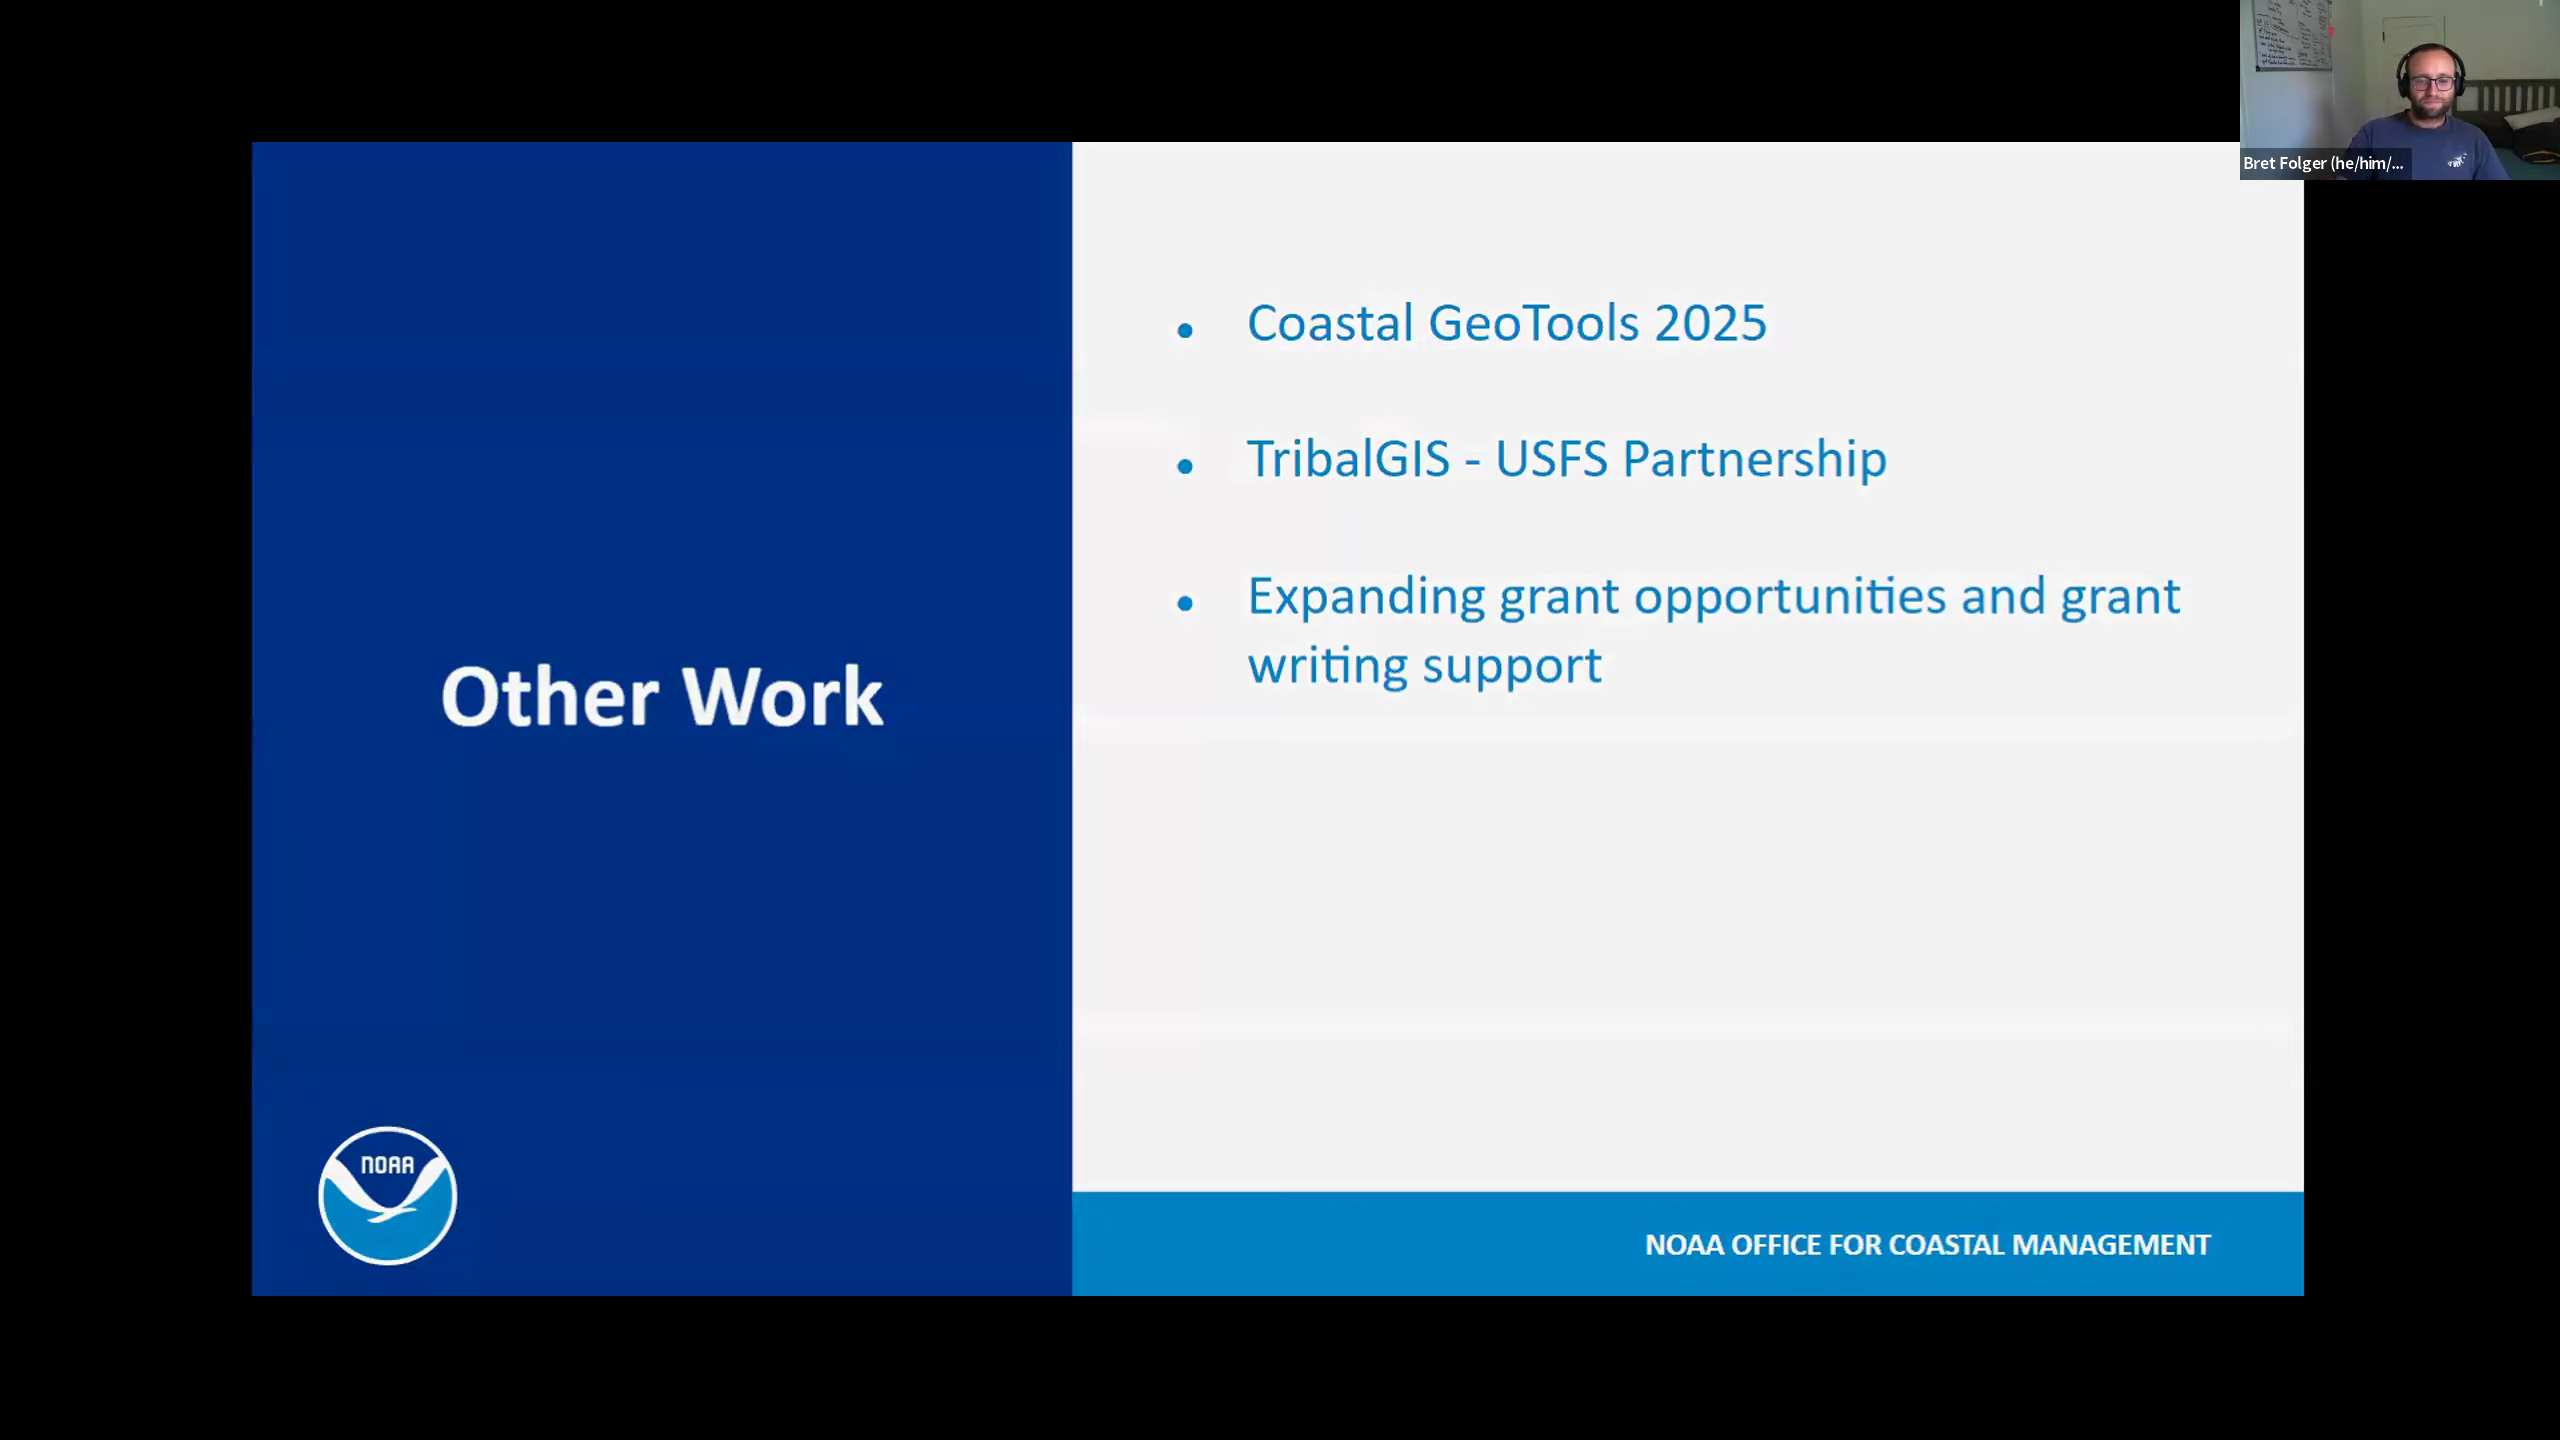 Bret Folger (he/him/...
Other Work
• Coastal GeoTools 2025
• TribalGIS - USFS Partnership
• Expanding grant opportunities and grant
writing support
NOAA
NOAA OFFICE FOR COASTAL MANAGEMENT